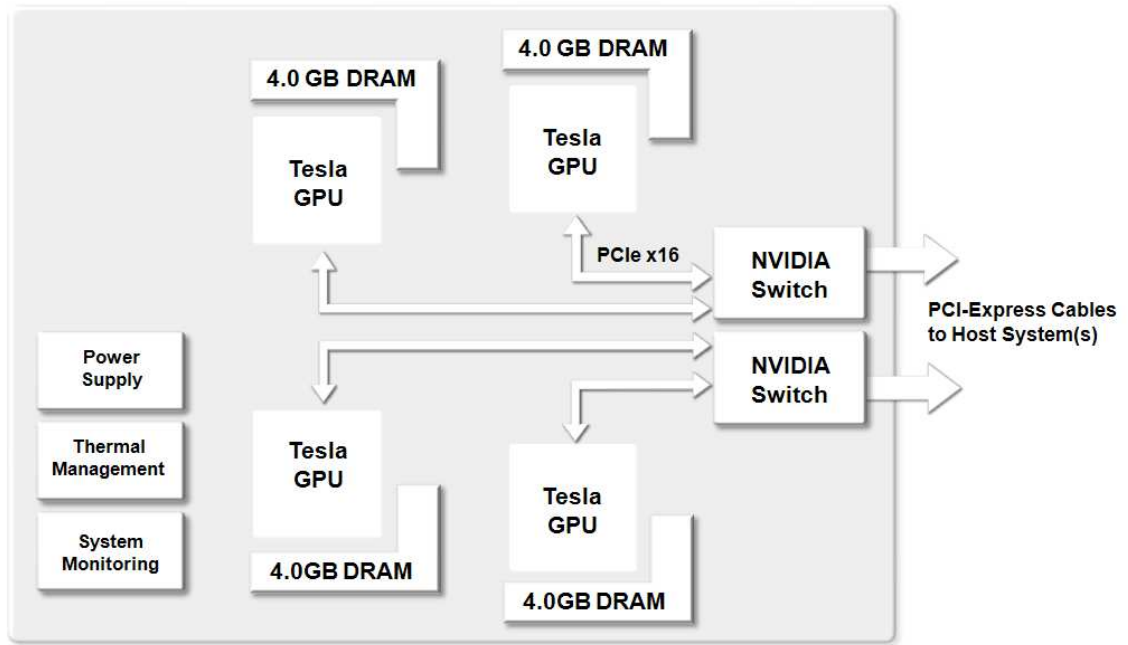 4.0 GB DRAM
4.0 GB DRAM
Tesla
GPU
Tesla
GPU
PCIe x16
NVIDIA
Switch
PCI-Express Cables
to Host System(s)
NVIDIA
Switch
Power
Supply
Thermal
Management
System
Monitoring
Tesla
GPU
Tesla
GPU
4.0GB DRAM
4.0GB DRAM